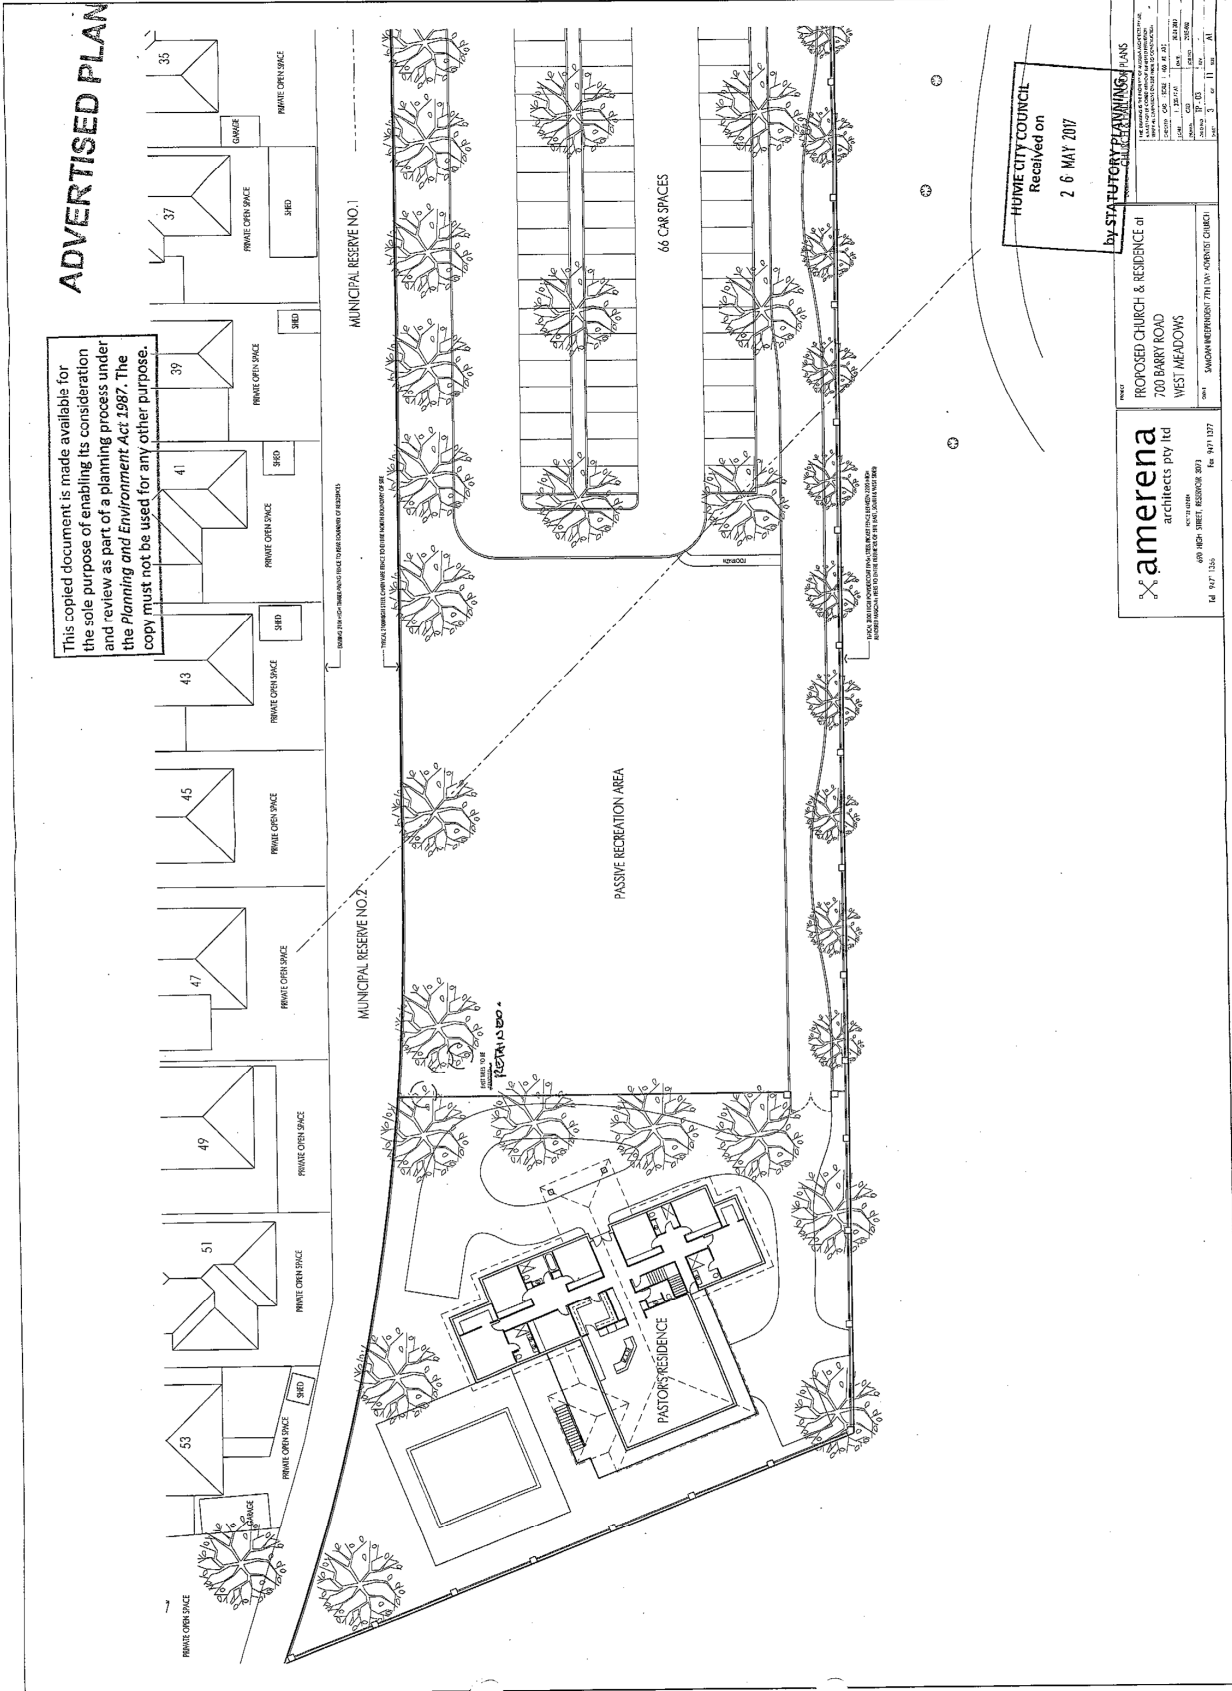 ADVERTISED PLAN
This copied document is made available for
the sole purpose of enabling its consideration
and review as part of a planning process under
the Planning and Environment Act 1987. The
copy must not be used for any other purpose.
35
PRIVATE OPEN SPACE
GARAGE
37
PRIVATE OPEN SPACE
SHED
39
PRIVATE OPEN SPACE
SHED
41
PRIVATE OPEN SPACE
SHED
43
PRIVATE OPEN SPACE
SHED
45
PRIVATE OPEN SPACE
47
PRIVATE OPEN SPACE
49
PRIVATE OPEN SPACE
51
PRIVATE OPEN SPACE
53
PRIVATE OPEN SPACE
SHED
GARAGE
PRIVATE OPEN SPACE
MUNICIPAL RESERVE NO.1
MUNICIPAL RESERVE NO.2
66 CAR SPACES
FOOTPATH
PASSIVE RECREATION AREA
RETAINED.
PASTOR'S RESIDENCE
HUME CITY COUNCIL
Received on
26 MAY 2017
by STATUTORY PLANNING
PROPOSED CHURCH & RESIDENCE at
700 BARRY ROAD
WEST MEADOWS
SAMOAN INDEPENDENT 7TH DAY ADVENTIST CHURCH
amerena
architects pty ltd
690 HIGH STREET, RESERVOIR 3073
Tel 9471 1366
Fax 9471 1377